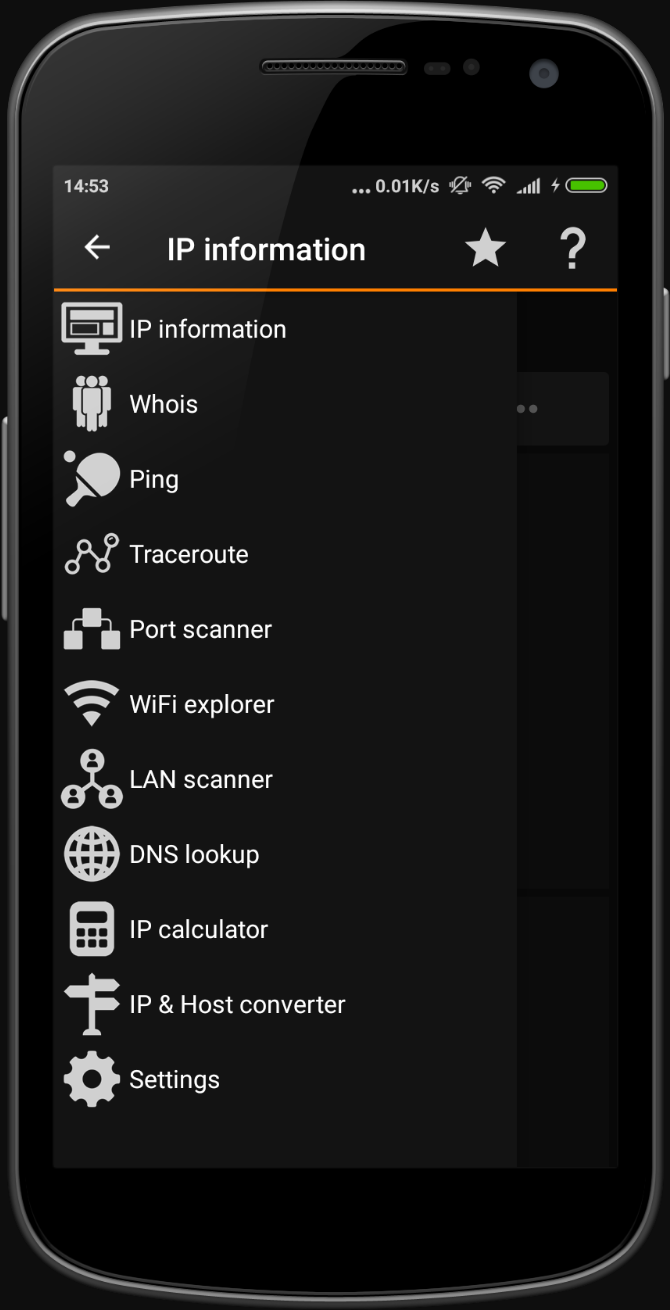 14:53
... 0.01K/s
IP information
?
IP information
Whois
Ping
Traceroute
Port scanner
WiFi explorer
LAN scanner
DNS lookup
IP calculator
IP & Host converter
Settings